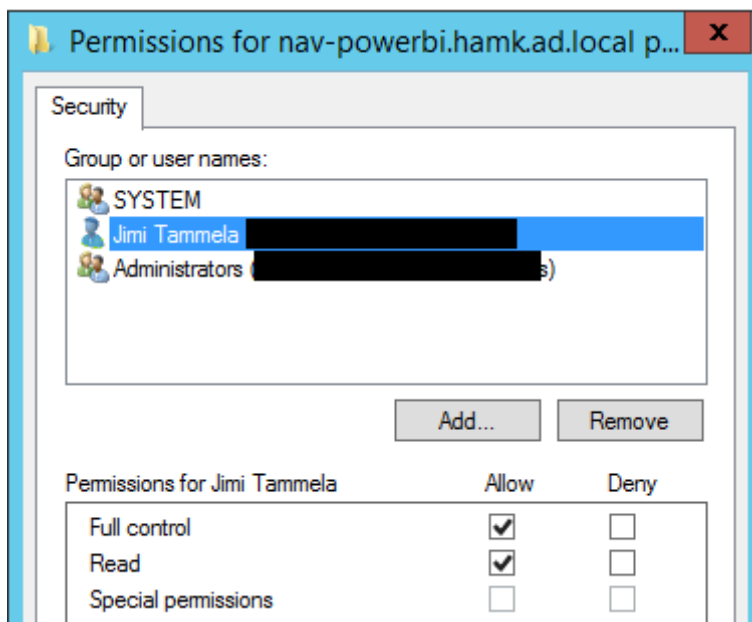 Permissions for nav-powerbi.hamk.ad.local p...
x
Security
Group or user names:
SYSTEM
Jimi Tammela
Administrators (s)
Add...
Remove
Permissions for Jimi Tammela Allow Deny
Full control
Read
Special permissions